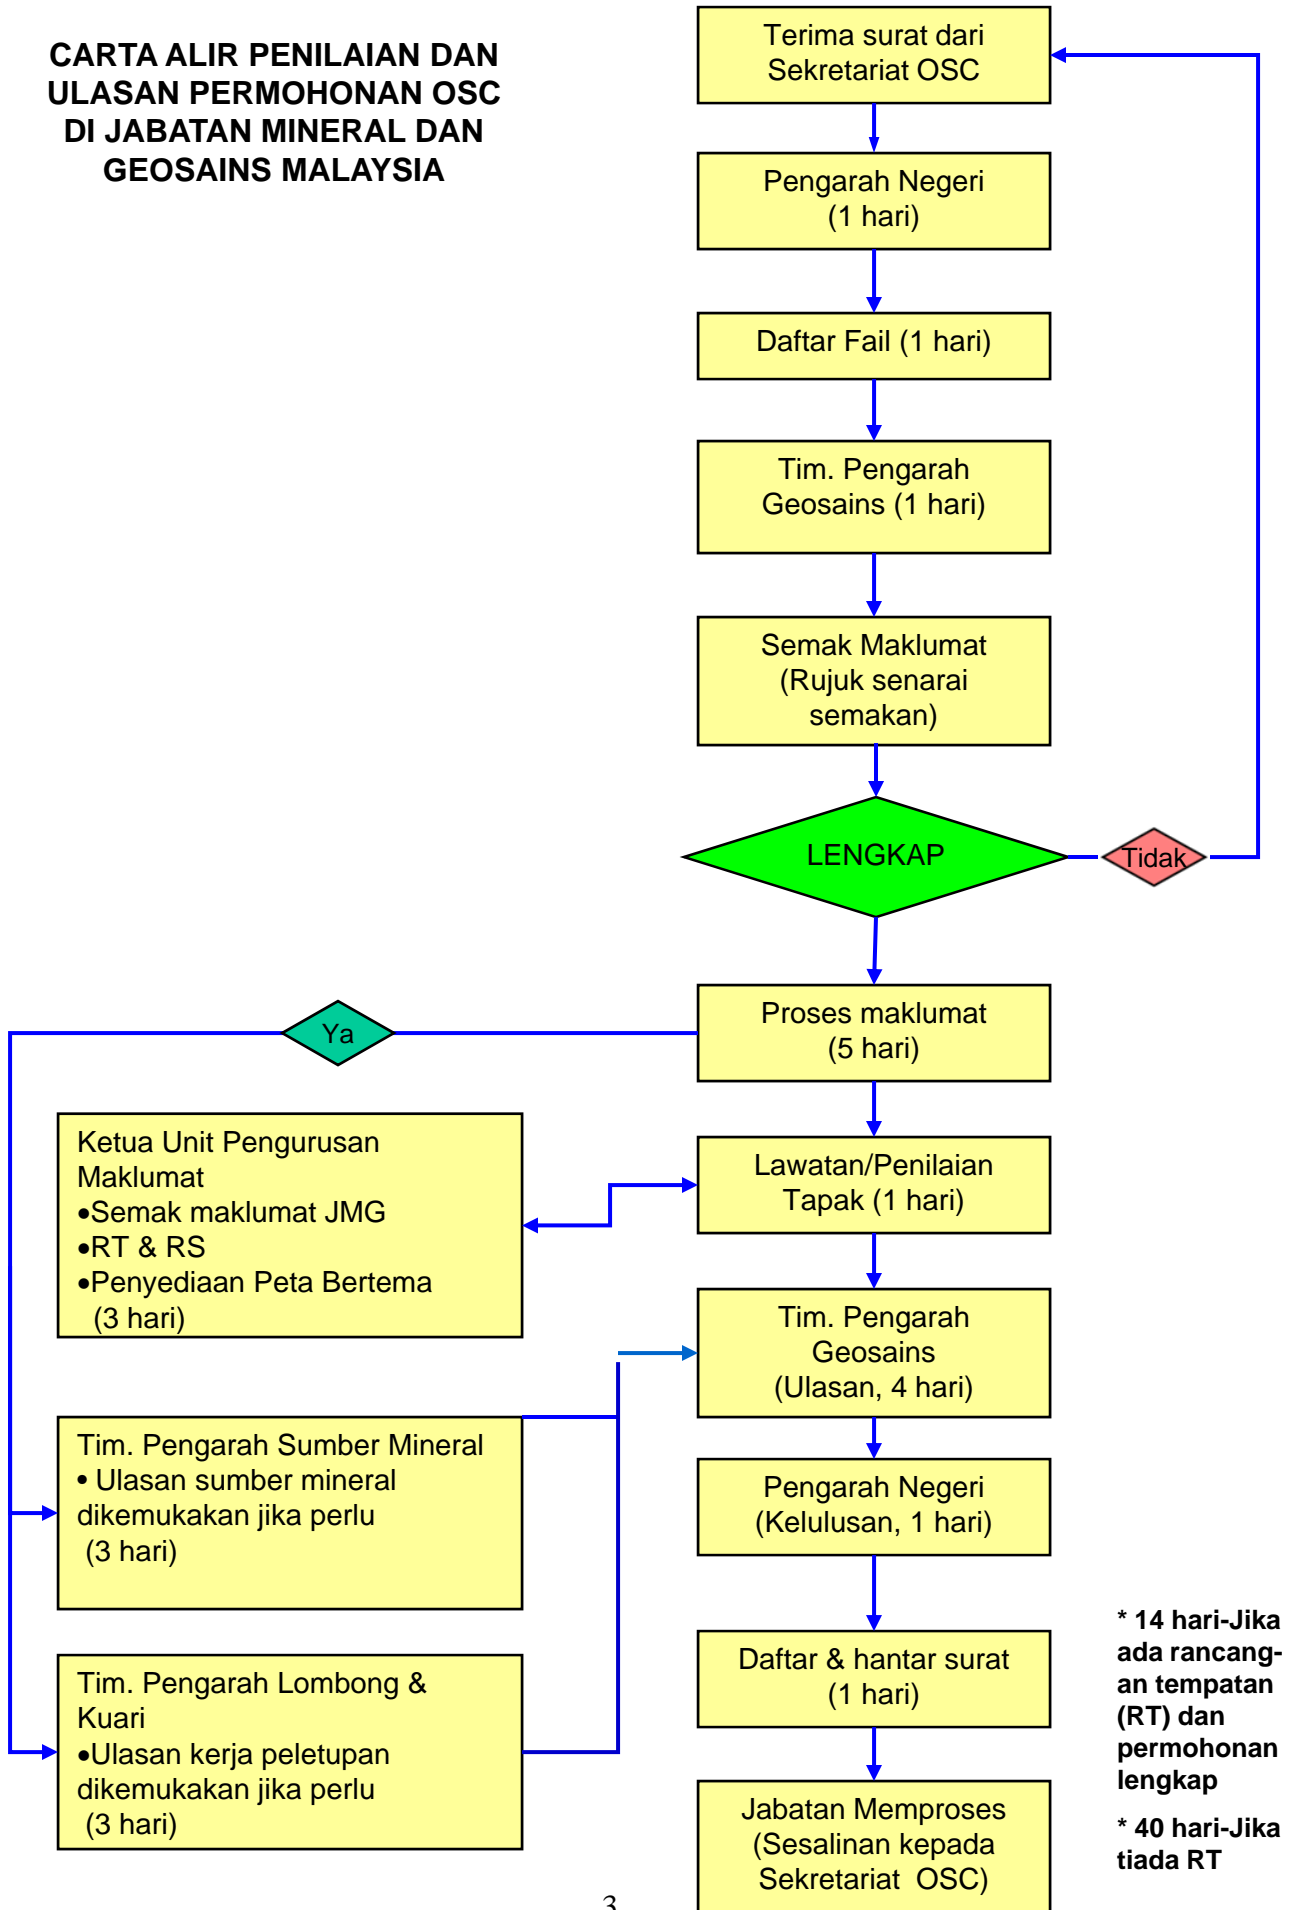 CARTA ALIR PENILAIAN DAN
ULASAN PERMOHONAN OSC
DI JABATAN MINERAL DAN
GEOSAINS MALAYSIA
Terima surat dari
Sekretariat OSC
Pengarah Negeri
(1 hari)
Daftar Fail (1 hari)
Tim. Pengarah
Geosains (1 hari)
Semak Maklumat
(Rujuk senarai
semakan)
LENGKAP
Tidak
Proses maklumat
(5 hari)
Ya
Ketua Unit Pengurusan
Maklumat
•Semak maklumat JMG
•RT & RS
•Penyediaan Peta Bertema
(3 hari)
Lawatan/Penilaian
Tapak (1 hari)
Tim. Pengarah
Geosains
(Ulasan, 4 hari)
Tim. Pengarah Sumber Mineral
• Ulasan sumber mineral
dikemukakan jika perlu
(3 hari)
Pengarah Negeri
(Kelulusan, 1 hari)
Tim. Pengarah Lombong &
Kuari
•Ulasan kerja peletupan
dikemukakan jika perlu
(3 hari)
Daftar & hantar surat
(1 hari)
Jabatan Memproses
(Sesalinan kepada
Sekretariat OSC)
* 14 hari-Jika
ada rancang-
an tempatan
(RT) dan
permohonan
lengkap
* 40 hari-Jika
tiada RT
3